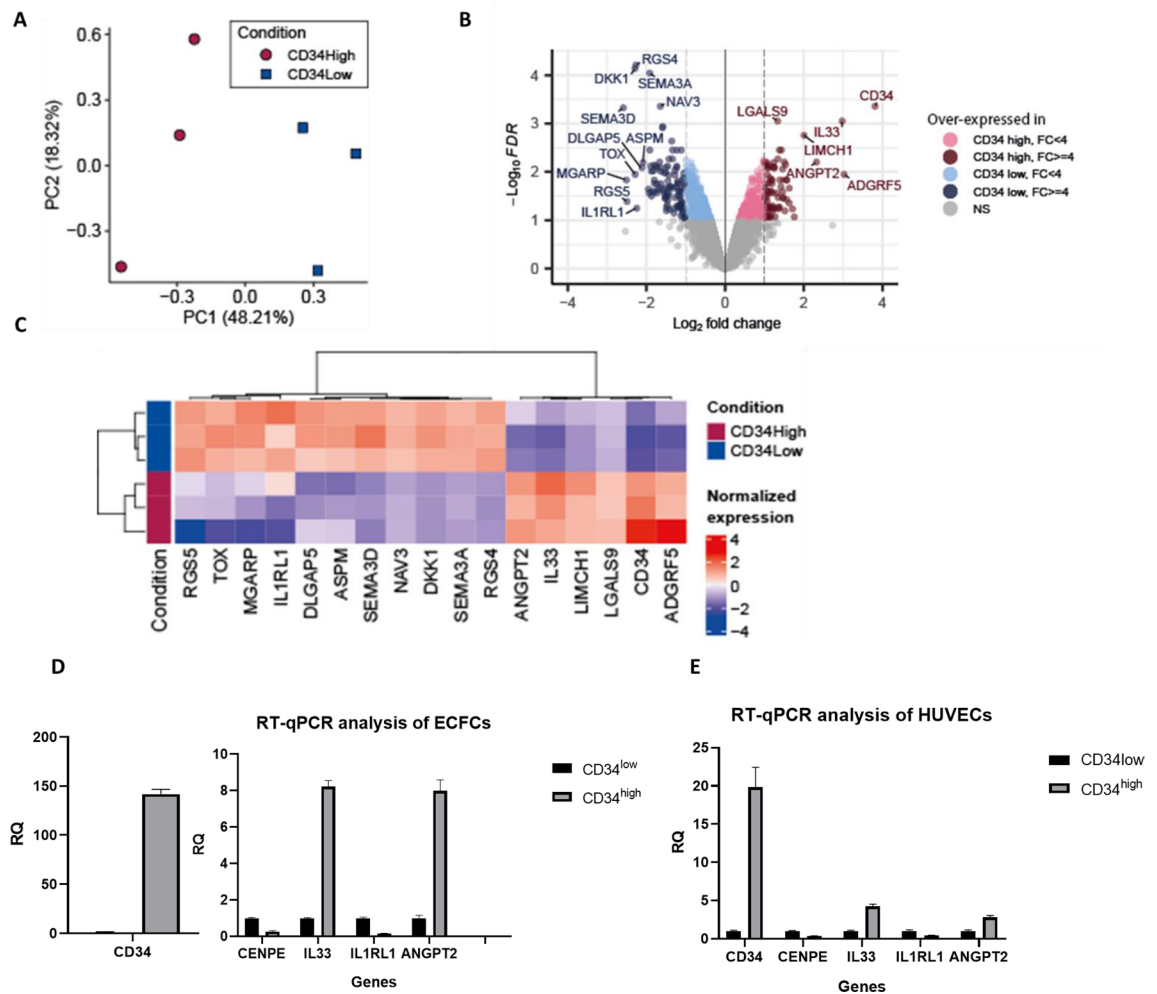 A
Condition
CD34High
CD34Low
PC2 (18.32%)
0.6
0.3
0.0
−0.3
−0.3
0.0
0.3
PC1 (48.21%)
B
−Log10 FDR
4
3
2
1
0
RGS4
DKK1
SEMA3A
NAV3
SEMA3D
DLGAP5
ASPM
TOX
MGARP
RGS5
IL1RL1
CD34
LGALS9
IL33
LIMCH1
ANGPT2
ADGRF5
−4
−2
0
2
4
Log2 fold change
Over-expressed in
CD34 high, FC<4
CD34 high, FC>=4
CD34 low, FC<4
CD34 low, FC>=4
NS
C
Condition
CD34High
CD34Low
Normalized
expression
4
2
0
−2
−4
Condition
RGS5
TOX
MGARP
IL1RL1
DLGAP5
ASPM
SEMA3D
NAV3
DKK1
SEMA3A
RGS4
ANGPT2
IL33
LIMCH1
LGALS9
CD34
ADGRF5
D
RT-qPCR analysis of ECFCs
RQ
200
150
100
50
0
CD34
RQ
10
8
6
4
2
0
CENPE
IL33
IL1RL1
ANGPT2
Genes
CD34low
CD34high
E
RT-qPCR analysis of HUVECs
RQ
25
20
15
10
5
0
CD34
CENPE
IL33
IL1RL1
ANGPT2
Genes
CD34low
CD34high